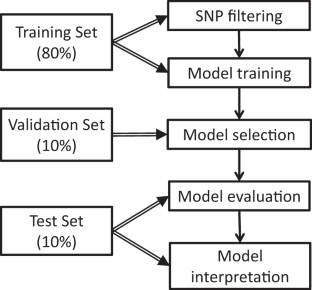 Training Set
(80%)
SNP filtering
Model training
Validation Set
(10%)
Model selection
Test Set
(10%)
Model evaluation
Model
interpretation